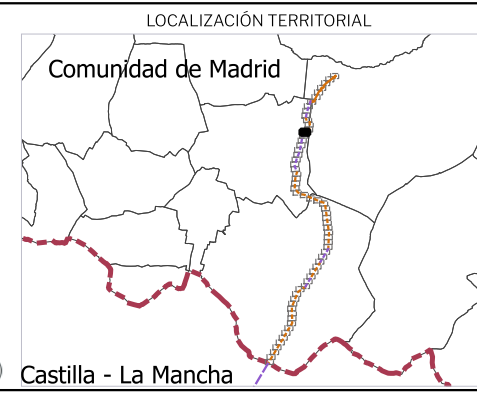 LOCALIZACIÓN TERRITORIAL
Comunidad de Madrid
Castilla - La Mancha